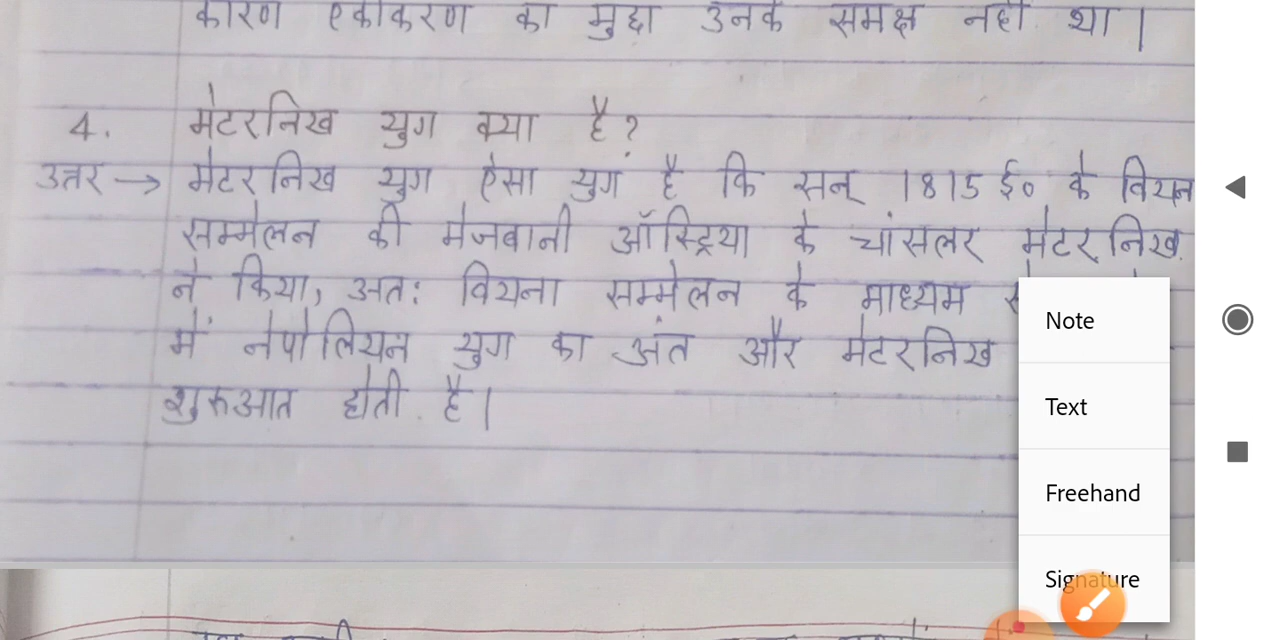 कारण एकीकरण का मुद्दा उनके समक्ष नहीं था।
4. मेटरनिख युग क्या है?
उत्तर → मेटरनिख युग ऐसा युग है कि सन् 1815 ई० के वियन
सम्मेलन की मेजबानी ऑस्ट्रिया के चांसलर मेटरनिख
ने किया, अतः वियना सम्मेलन के माध्यम
में नेपोलियन युग का अंत और मेटरनिख
शुरुआत होती है।
Note
Text
Freehand
Signature